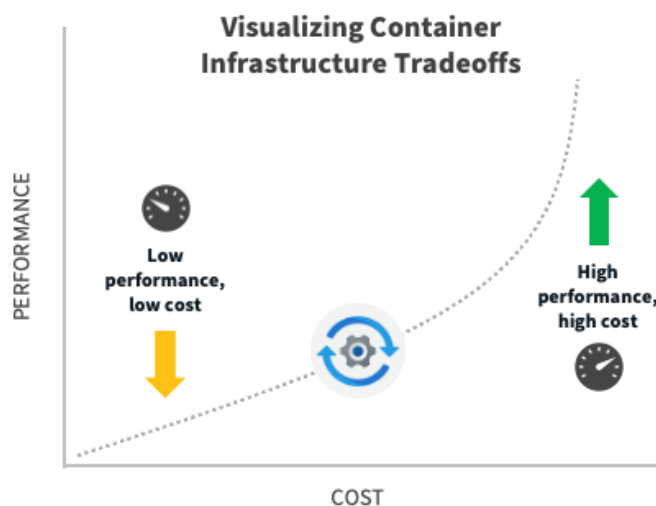 Visualizing Container
Infrastructure Tradeoffs
PERFORMANCE
Low
performance,
low cost
High
performance,
high cost
COST